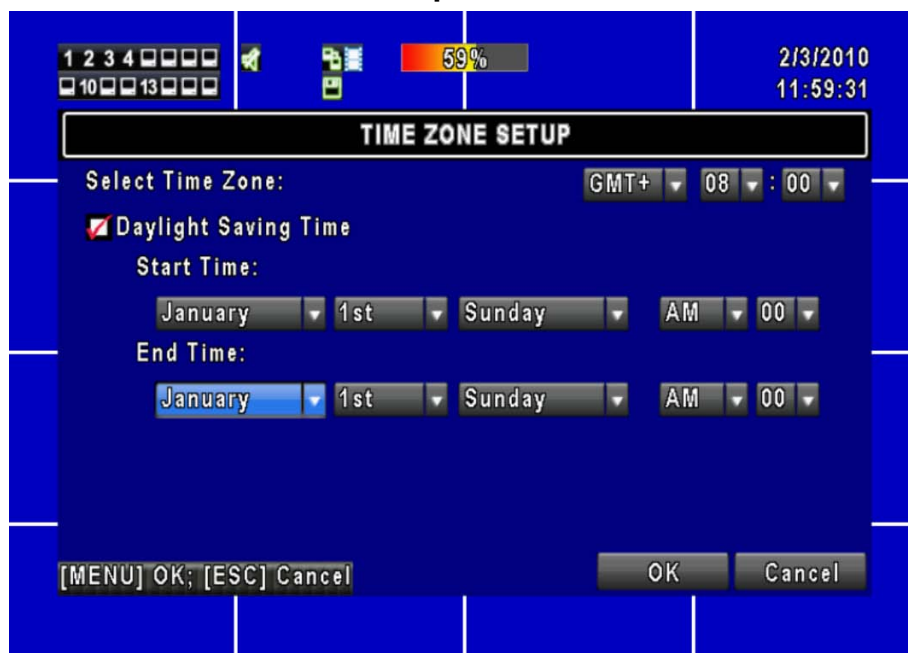 1 2 3 4
59%
2/3/2010
10 13
11:59:31
TIME ZONE SETUP
Select Time Zone: GMT+ 08 : 00
Daylight Saving Time
Start Time:
January 1st Sunday AM 00
End Time:
January 1st Sunday AM 00
[MENU] OK; [ESC] Cancel OK Cancel